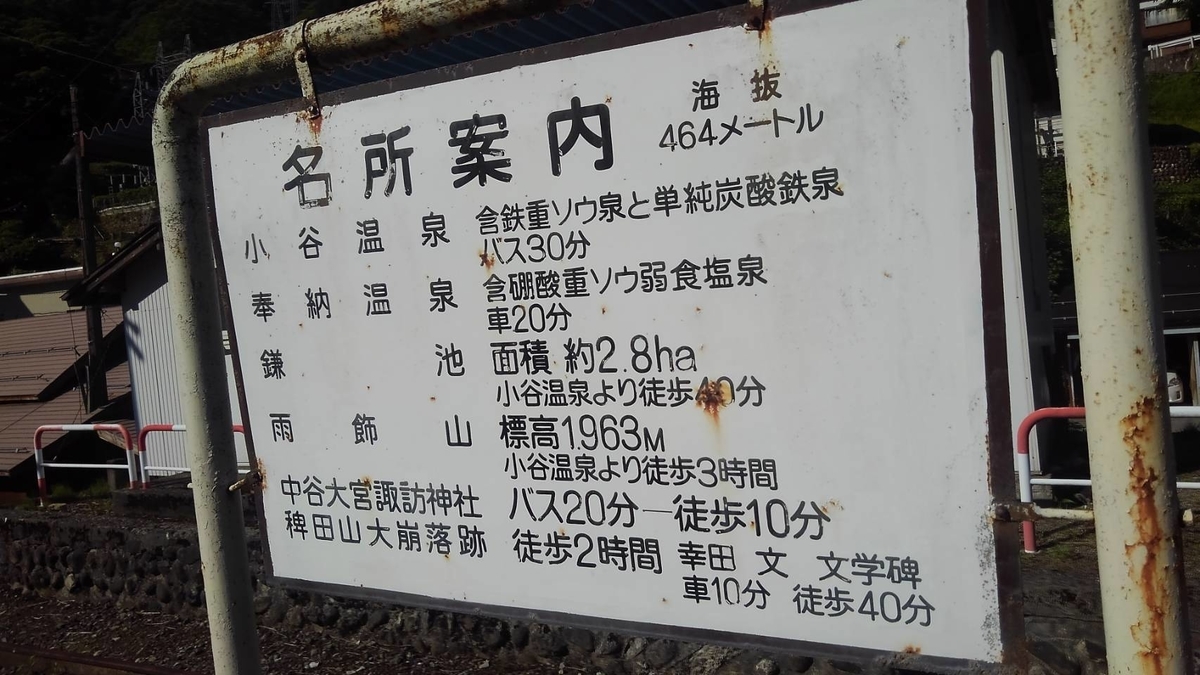 名所案内 海抜
464メートル
小谷温泉 含鉄重ソウ泉と単純炭酸鉄泉
バス30分
奉納温泉 含硼酸重ソウ弱食塩泉
車20分
鎌池 面積 約2.8ha
小谷温泉より徒歩40分
雨飾山 標高1.963M
小谷温泉より徒歩3時間
中谷大宮諏訪神社 バス20分―徒歩10分
稗田山大崩落跡 徒歩2時間 幸田 文 文学碑
車10分 徒歩40分